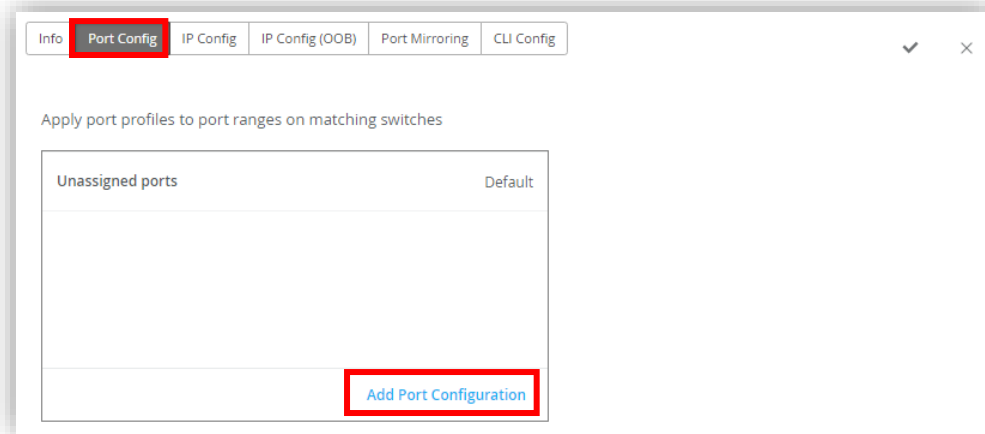 Info Port Config IP Config IP Config (OOB) Port Mirroring CLI Config
Apply port profiles to port ranges on matching switches
Unassigned ports Default
Add Port Configuration